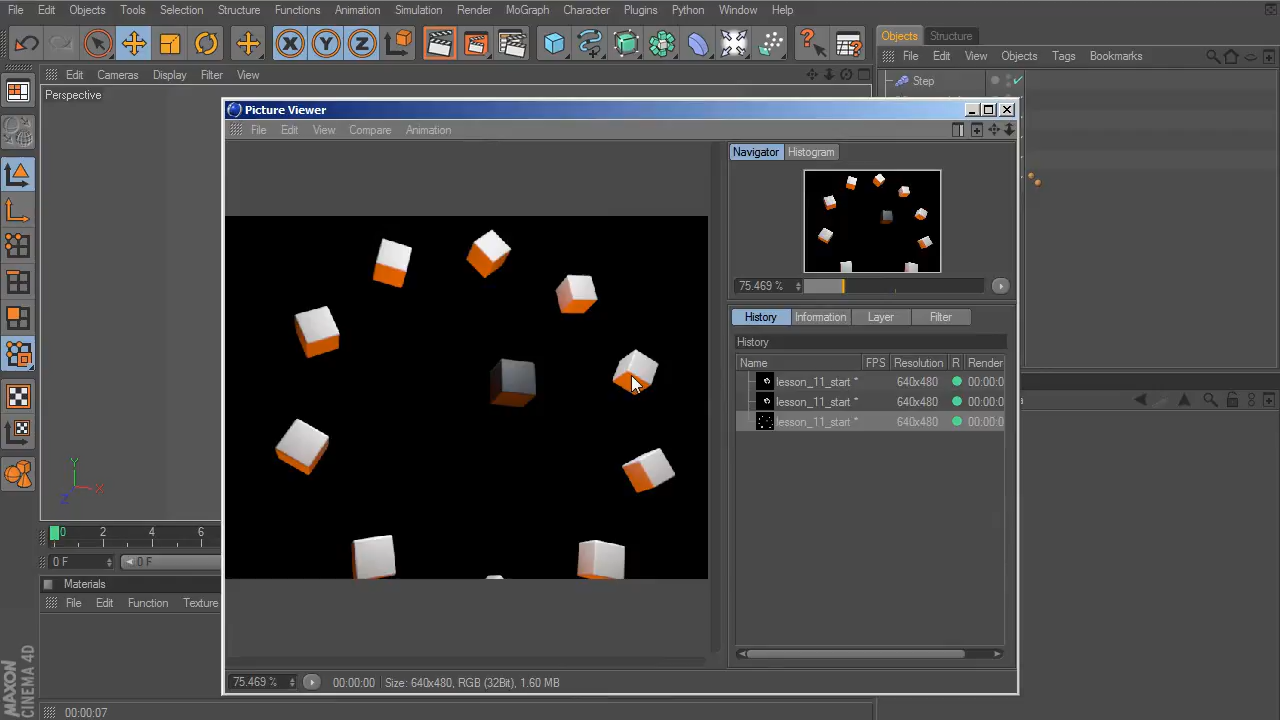 File Edit Objects Tools Selection Structure Functions Animation Simulation Render MoGraph Character Plugins Python Window Help
X Y Z
Objects Structure
File Edit View Objects Tags Bookmarks
Step
Edit Cameras Display Filter View
Perspective
Picture Viewer
File Edit View Compare Animation
Navigator Histogram
75.469 %
History Information Layer Filter
History
Name FPS Resolution R Render
lesson_11_start * 640x480 00:00:0
lesson_11_start * 640x480 00:00:0
lesson_11_start * 640x480 00:00:0
Y
X
Z
0 2 4 6
0 F 0 F
Materials
File Edit Function Texture
75.469 % 00:00:00 Size: 640x480, RGB (32Bit), 1.60 MB
MAXON
CINEMA 4D
00:00:07